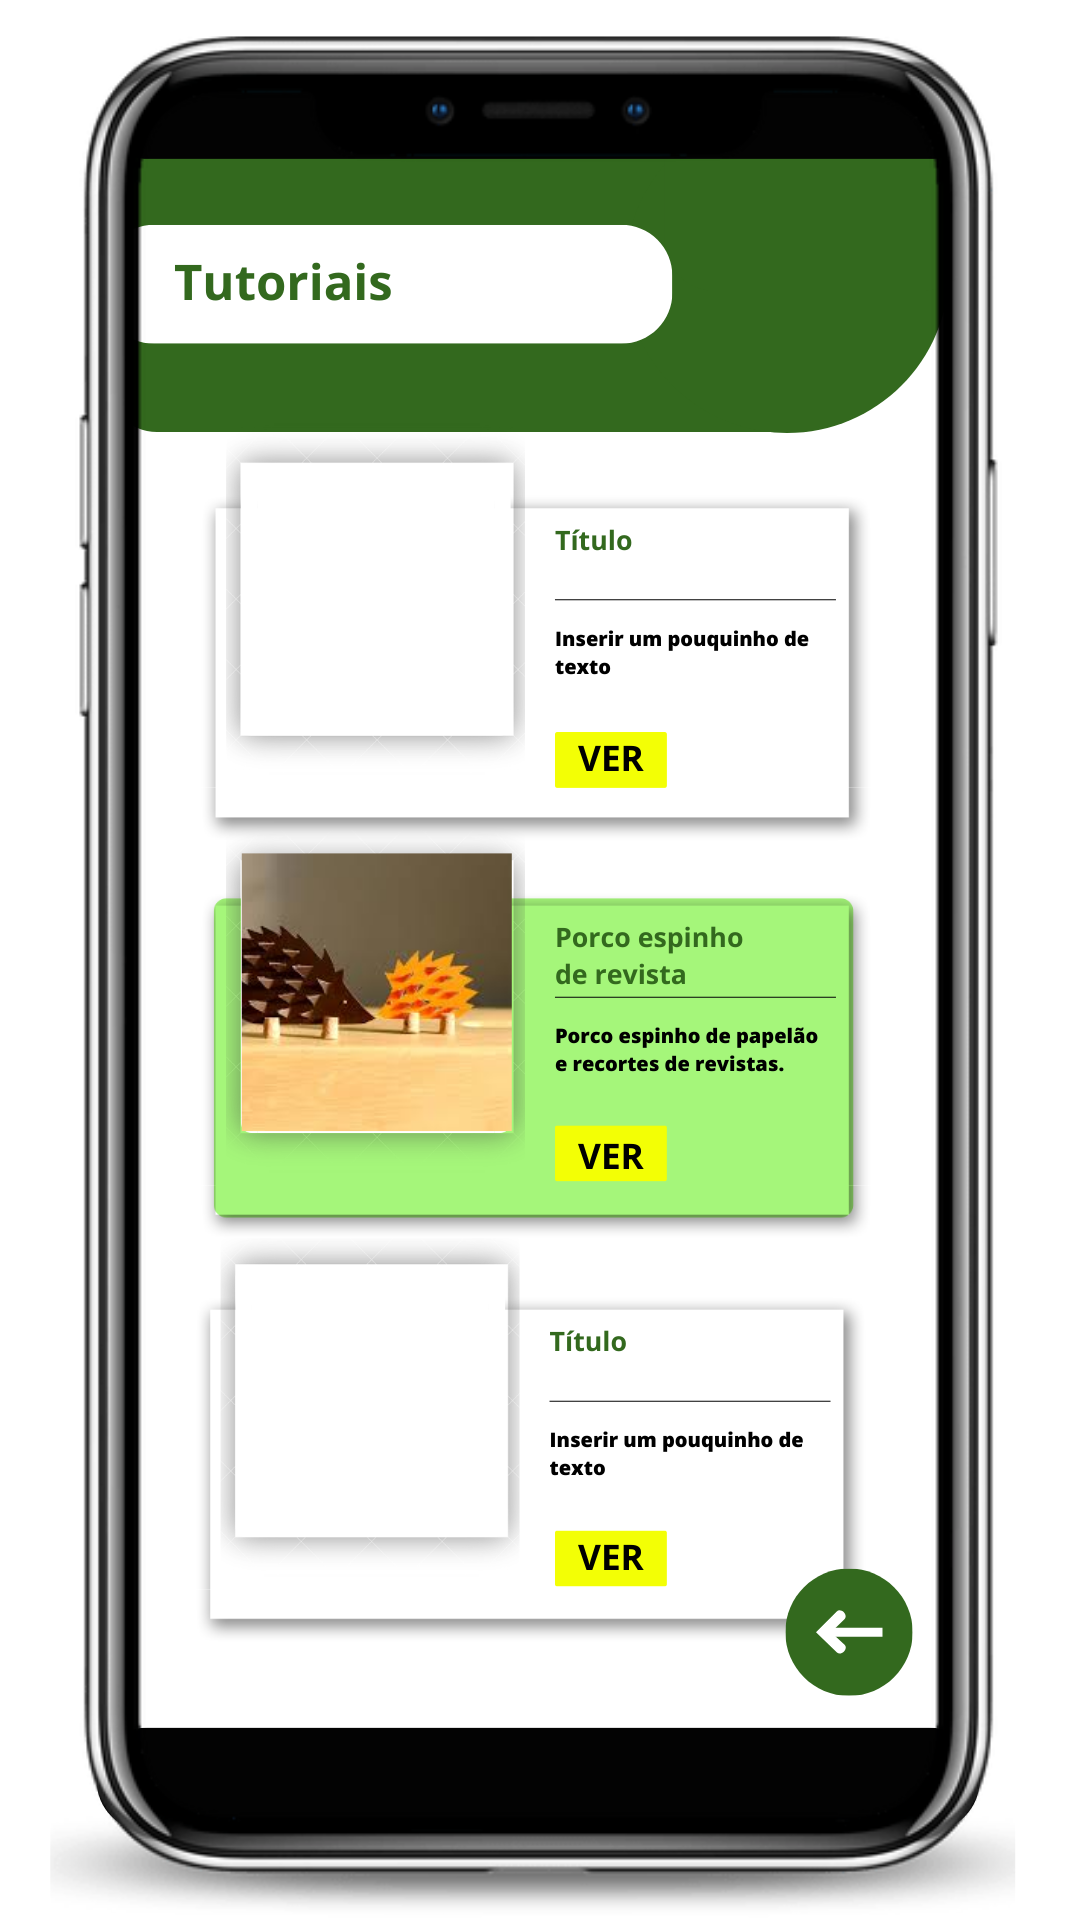 Tutoriais
Título
Inserir um pouquinho de
texto
VER
Porco espinho
de revista
Porco espinho de papelão
e recortes de revistas.
VER
Título
Inserir um pouquinho de
texto
VER